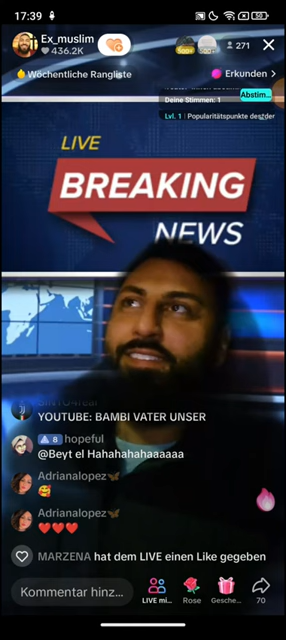 17:39
50
Ex_muslim
436.2K
271
Wöchentliche Rangliste
Erkunden >
Abstim...
Deine Stimmen: 1
Lvl. 1 | Popularitätspunkte des
LIVE
BREAKING
NEWS
YOUTUBE: BAMBI VATER UNSER
8 hopeful
@Beyt el Hahahahahaaaaaa
Adrianalopez🦋
🥰
Adrianalopez🦋
❤️❤️❤️
MARZENA hat dem LIVE einen Like gegeben
Kommentar hinz...
LIVE mi...
Rose
Gesche...
70